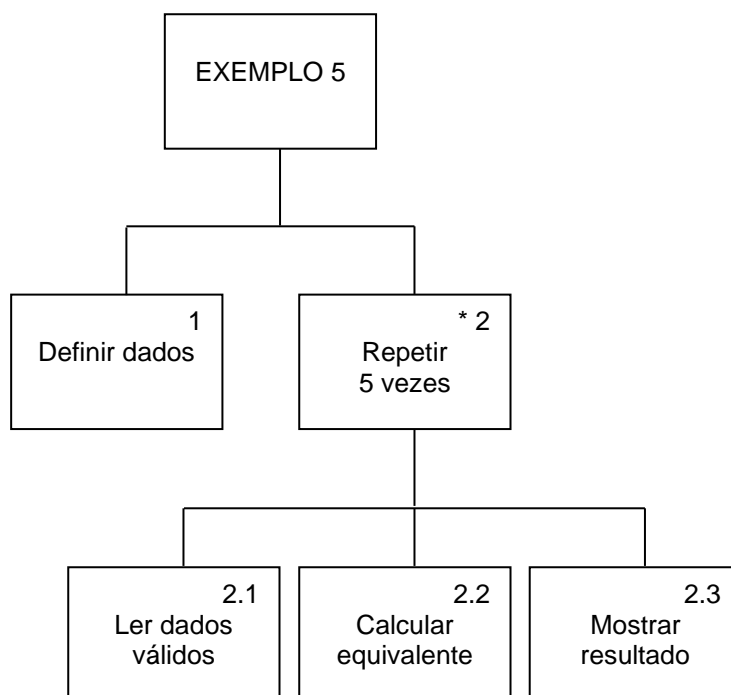 EXEMPLO 5
1
Definir dados
* 2
Repetir
5 vezes
2.1
Ler dados
válidos
2.2
Calcular
equivalente
2.3
Mostrar
resultado